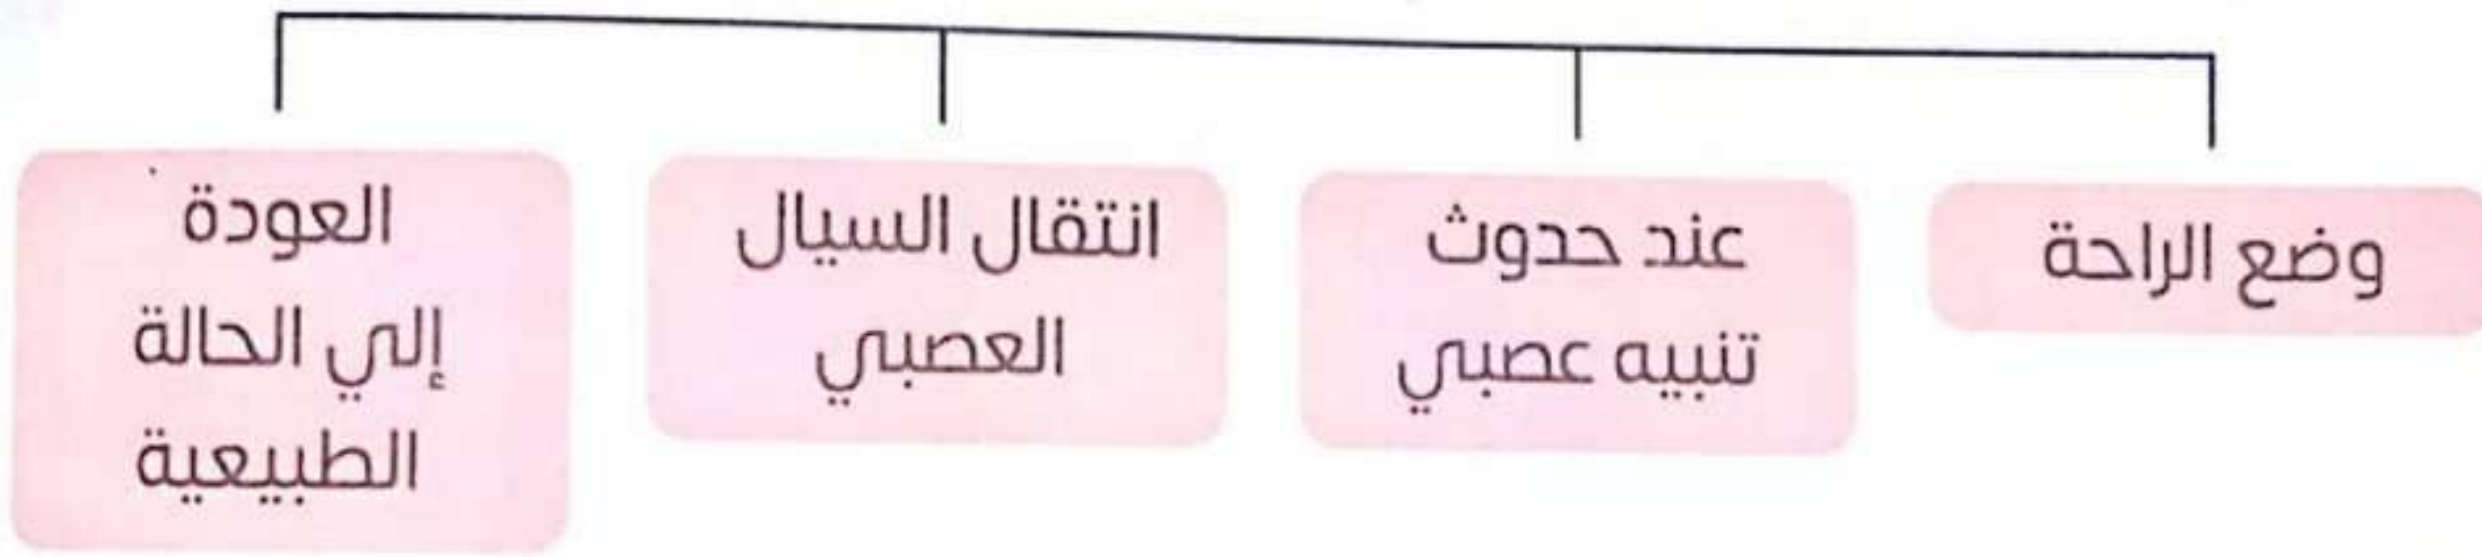 وضع الراحة
عند حدوث
تنبيه عصبي
انتقال السيال
العصبي
العودة
إلي الحالة
الطبيعية